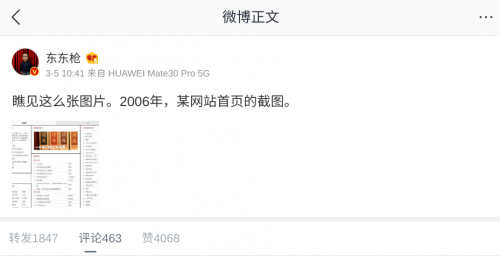 微博正文
东东枪
3-5 10:41 来自 HUAWEI Mate30 Pro 5G
瞧见这么张图片。2006年，某网站首页的截图。
转发1847 评论463 赞4068